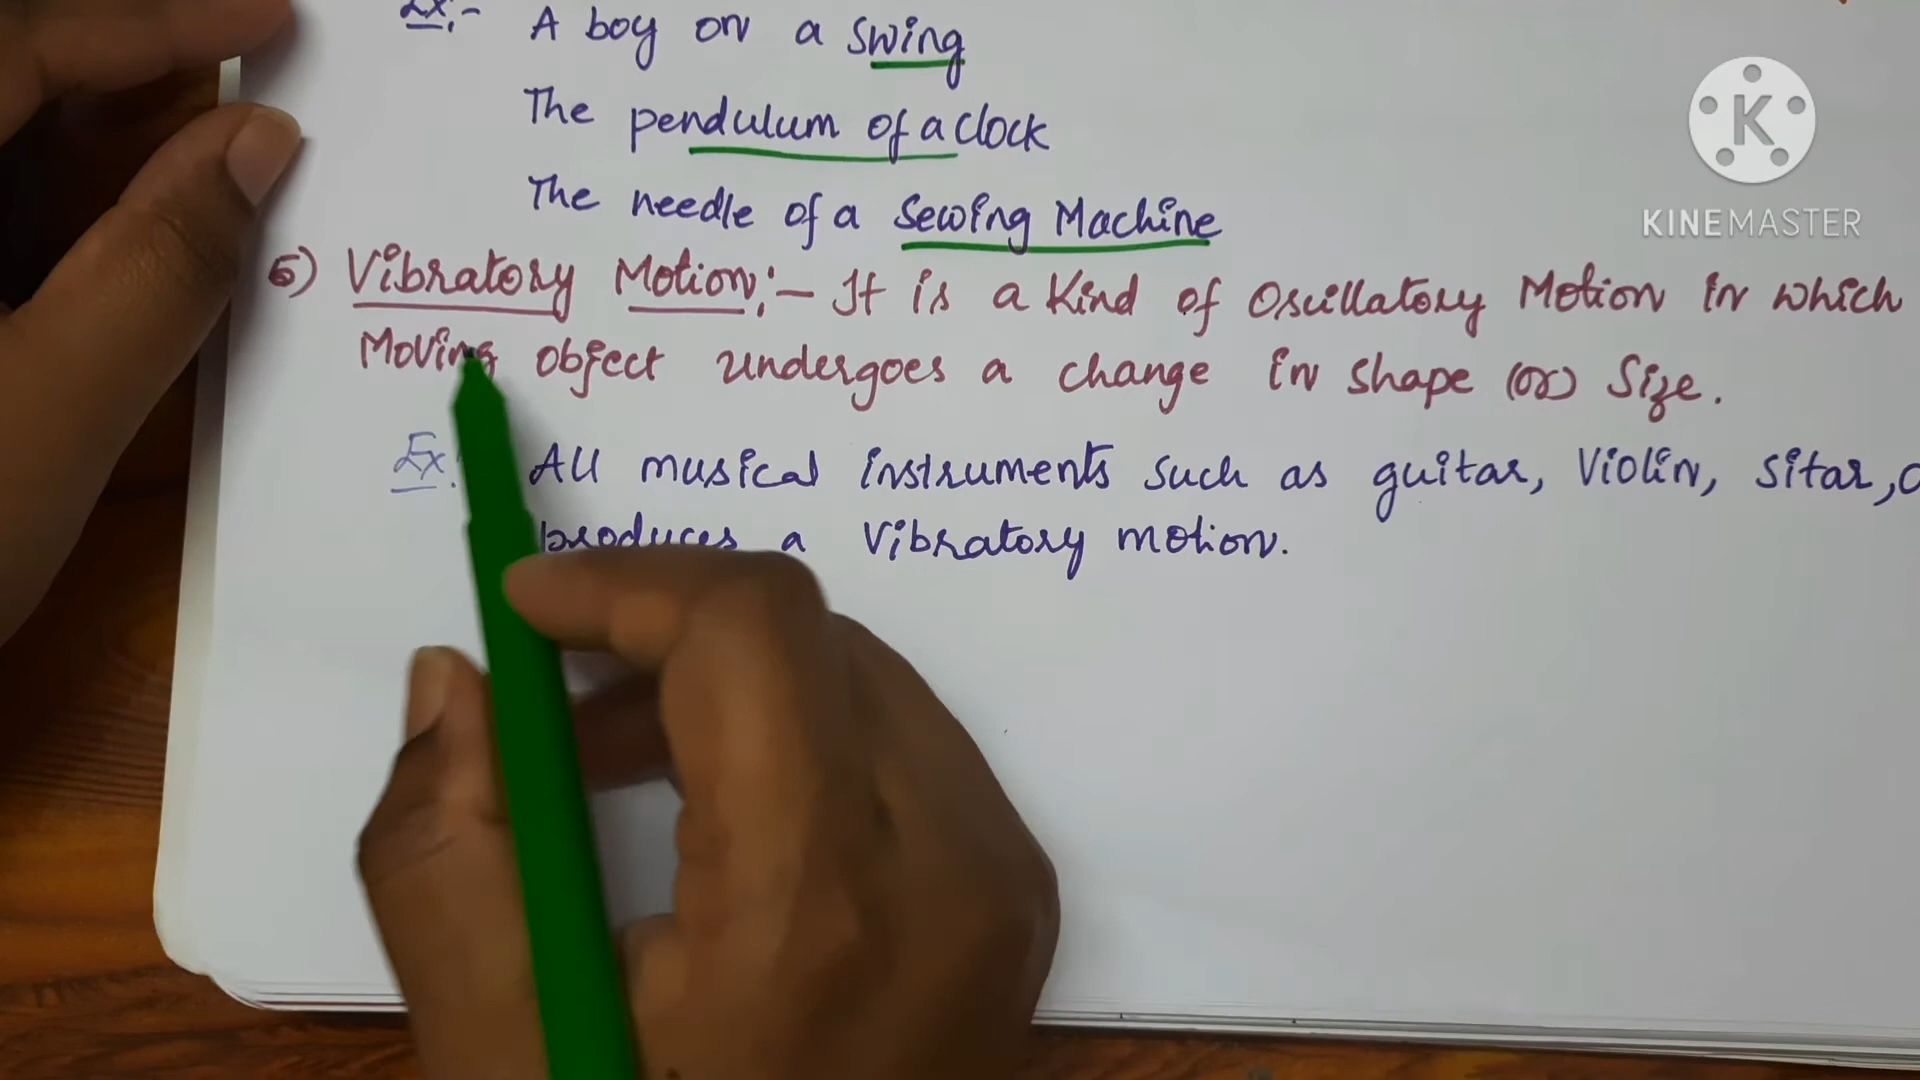 Ex:- A boy on a swing
The pendulum of a clock
The needle of a Sewing Machine
KINEMASTER
5) Vibratory Motion:- It is a Kind of Oscillatory Motion in which
Moving object undergoes a change in shape (or) Size.
Ex: All musical instruments such as guitar, Violin, Sitar,
produces a Vibratory motion.